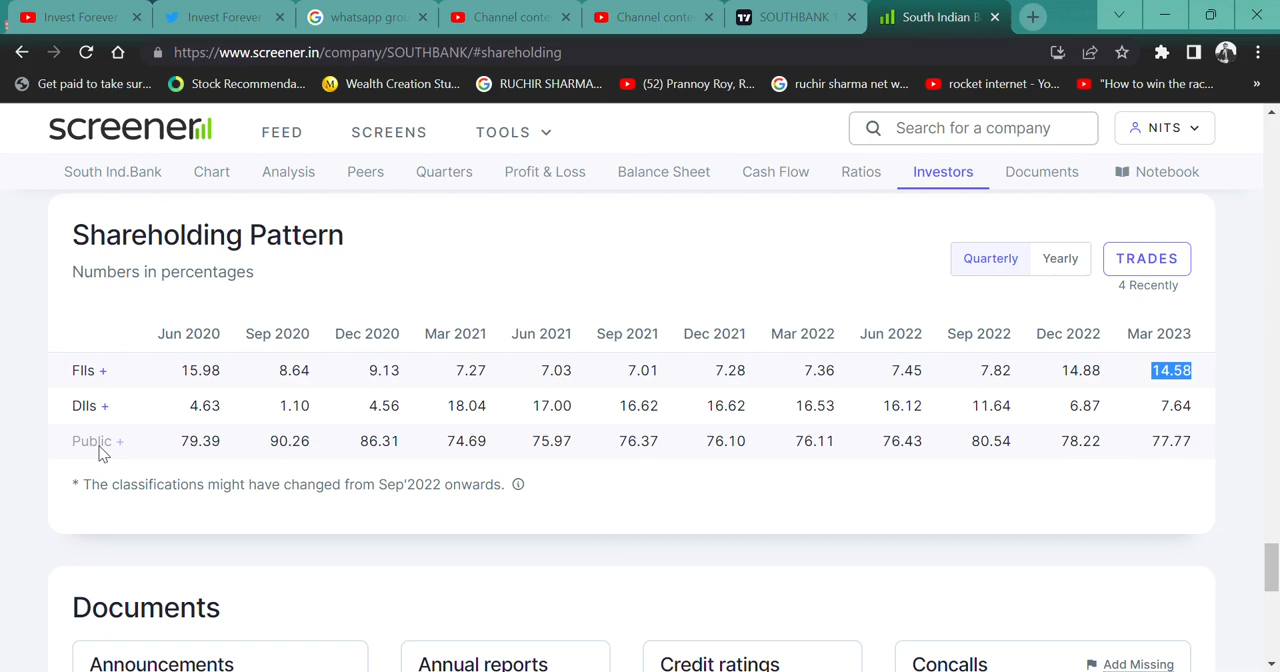 Invest Forever
Invest Forever
whatsapp grou
Channel conte
Channel conte
SOUTHBANK
South Indian B
https://www.screener.in/company/SOUTHBANK/#shareholding
Get paid to take sur...
Stock Recommenda...
Wealth Creation Stu...
RUCHIR SHARMA...
(52) Prannoy Roy, R...
ruchir sharma net w...
rocket internet - Yo...
"How to win the rac...
»
screener
FEED
SCREENS
TOOLS
Search for a company
NITS
South Ind.Bank
Chart
Analysis
Peers
Quarters
Profit & Loss
Balance Sheet
Cash Flow
Ratios
Investors
Documents
Notebook
Shareholding Pattern
Numbers in percentages
Quarterly
Yearly
TRADES
4 Recently
Jun 2020 Sep 2020 Dec 2020 Mar 2021 Jun 2021 Sep 2021 Dec 2021 Mar 2022 Jun 2022 Sep 2022 Dec 2022 Mar 2023
FIIs + 15.98 8.64 9.13 7.27 7.03 7.01 7.28 7.36 7.45 7.82 14.88 14.58
DIIs + 4.63 1.10 4.56 18.04 17.00 16.62 16.62 16.53 16.12 11.64 6.87 7.64
Public + 79.39 90.26 86.31 74.69 75.97 76.37 76.10 76.11 76.43 80.54 78.22 77.77
* The classifications might have changed from Sep'2022 onwards.
Documents
Announcements
Annual reports
Credit ratings
Concalls
Add Missing